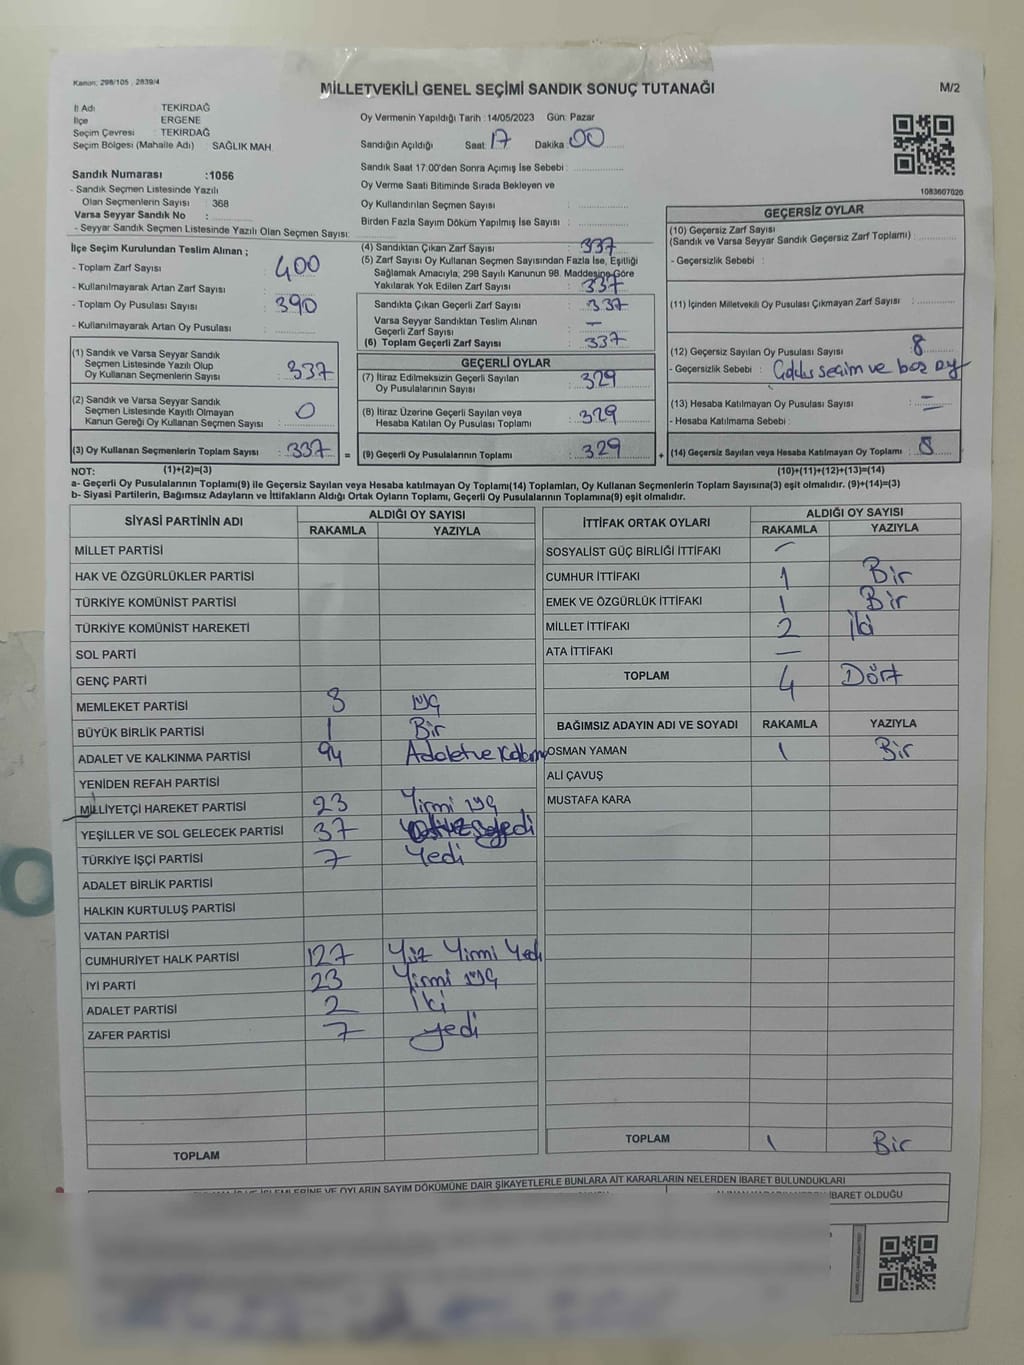 Kanun: 298/105 , 2839/4
MİLLETVEKİLİ GENEL SEÇİMİ SANDIK SONUÇ TUTANAĞI
M/2
İl Adı : TEKİRDAĞ
İlçe : ERGENE
Seçim Çevresi : TEKİRDAĞ
Seçim Bölgesi (Mahalle Adı) : SAĞLIK MAH.
Oy Vermenin Yapıldığı Tarih : 14/05/2023 Gün: Pazar
Sandığın Açıldığı Saat: 17 Dakika: 00
Sandık Saat 17.00'den Sonra Açımış İse Sebebi :
Oy Verme Saati Bitiminde Sırada Bekleyen ve
Oy Kullandırılan Seçmen Sayısı :
Birden Fazla Sayım Döküm Yapılmış İse Sayısı :
1083607020
Sandık Numarası : 1056
- Sandık Seçmen Listesinde Yazılı
Olan Seçmenlerin Sayısı : 368
Varsa Seyyar Sandık No :
- Seyyar Sandık Seçmen Listesinde Yazılı Olan Seçmen Sayısı:
İlçe Seçim Kurulundan Teslim Alınan ;
- Toplam Zarf Sayısı : 400
- Kullanılmayarak Artan Zarf Sayısı :
- Toplam Oy Pusulası Sayısı : 390
- Kullanılmayarak Artan Oy Pusulası :
(1) Sandık ve Varsa Seyyar Sandık
Seçmen Listesinde Yazılı Olup
Oy Kullanan Seçmenlerin Sayısı : 337
(2) Sandık ve Varsa Seyyar Sandık
Seçmen Listesinde Kayıtlı Olmayan
Kanun Gereği Oy Kullanan Seçmen Sayısı : 0
(3) Oy Kullanan Seçmenlerin Toplam Sayısı : 337 =
(4) Sandıktan Çıkan Zarf Sayısı : 337
(5) Zarf Sayısı Oy Kullanan Seçmen Sayısından Fazla İse, Eşitliği
Sağlamak Amacıyla; 298 Sayılı Kanunun 98. Maddesine Göre
Yakılarak Yok Edilen Zarf Sayısı : 337
Sandıkta Çıkan Geçerli Zarf Sayısı : 337
Varsa Seyyar Sandıktan Teslim Alınan
Geçerli Zarf Sayısı : —
(6) Toplam Geçerli Zarf Sayısı : 337
GEÇERLİ OYLAR
(7) İtiraz Edilmeksizin Geçerli Sayılan
Oy Pusulalarının Sayısı : 329
(8) İtiraz Üzerine Geçerli Sayılan veya
Hesaba Katılan Oy Pusulası Toplamı : 329
(9) Geçerli Oy Pusulalarının Toplamı : 329 +
GEÇERSİZ OYLAR
(10) Geçersiz Zarf Sayısı
(Sandık ve Varsa Seyyar Sandık Geçersiz Zarf Toplamı) :
- Geçersizlik Sebebi :
(11) İçinden Milletvekili Oy Pusulası Çıkmayan Zarf Sayısı :
(12) Geçersiz Sayılan Oy Pusulası Sayısı : 8
- Geçersizlik Sebebi : seçim ve boş oy
(13) Hesaba Katılmayan Oy Pusulası Sayısı : —
- Hesaba Katılmama Sebebi :
(14) Geçersiz Sayılan veya Hesaba Katılmayan Oy Toplamı : 8
NOT: (1)+(2)=(3) (10)+(11)+(12)+(13)=(14)
a- Geçerli Oy Pusulalarının Toplamı(9) ile Geçersiz Sayılan veya Hesaba Katılmayan Oy Toplamı(14) Toplamları, Oy Kullanan Seçmenlerin Toplam Sayısına(3) eşit olmalıdır. (9)+(14)=(3)
b- Siyasi Partilerin, Bağımsız Adayların ve İttifakların Aldığı Ortak Oyların Toplamı, Geçerli Oy Pusulalarının Toplamına(9) eşit olmalıdır.
SİYASİ PARTİNİN ADI ALDIĞI OY SAYISI
RAKAMLA YAZIYLA
MİLLET PARTİSİ
HAK VE ÖZGÜRLÜKLER PARTİSİ
TÜRKİYE KOMÜNİST PARTİSİ
TÜRKİYE KOMÜNİST HAREKETİ
SOL PARTİ
GENÇ PARTİ
MEMLEKET PARTİSİ 3 üç
BÜYÜK BİRLİK PARTİSİ 1 Bir
ADALET VE KALKINMA PARTİSİ 94 Adalet ve
YENİDEN REFAH PARTİSİ
MİLLİYETÇİ HAREKET PARTİSİ 23 Yirmi üç
YEŞİLLER VE SOL GELECEK PARTİSİ 37
TÜRKİYE İŞÇİ PARTİSİ 7 Yedi
ADALET BİRLİK PARTİSİ
HALKIN KURTULUŞ PARTİSİ
VATAN PARTİSİ
CUMHURİYET HALK PARTİSİ 127 Yüz Yirmi Yedi
İYİ PARTİ 23 Yirmi üç
ADALET PARTİSİ 2 İki
ZAFER PARTİSİ 7 yedi
TOPLAM
İTTİFAK ORTAK OYLARI ALDIĞI OY SAYISI
RAKAMLA YAZIYLA
SOSYALİST GÜÇ BİRLİĞİ İTTİFAKI —
CUMHUR İTTİFAKI 1 Bir
EMEK VE ÖZGÜRLÜK İTTİFAKI 1 Bir
MİLLET İTTİFAKI 2 İki
ATA İTTİFAKI —
TOPLAM 4 Dört
BAĞIMSIZ ADAYIN ADI VE SOYADI RAKAMLA YAZIYLA
OSMAN YAMAN 1 Bir
ALİ ÇAVUŞ
MUSTAFA KARA
TOPLAM 1 Bir
İŞLEMLERİNE VE OYLARIN SAYIM DÖKÜMÜNE DAİR ŞİKAYETLERLE BUNLARA AİT KARARLARIN NELERDEN İBARET BULUNDUKLARI
İBARET OLDUĞU